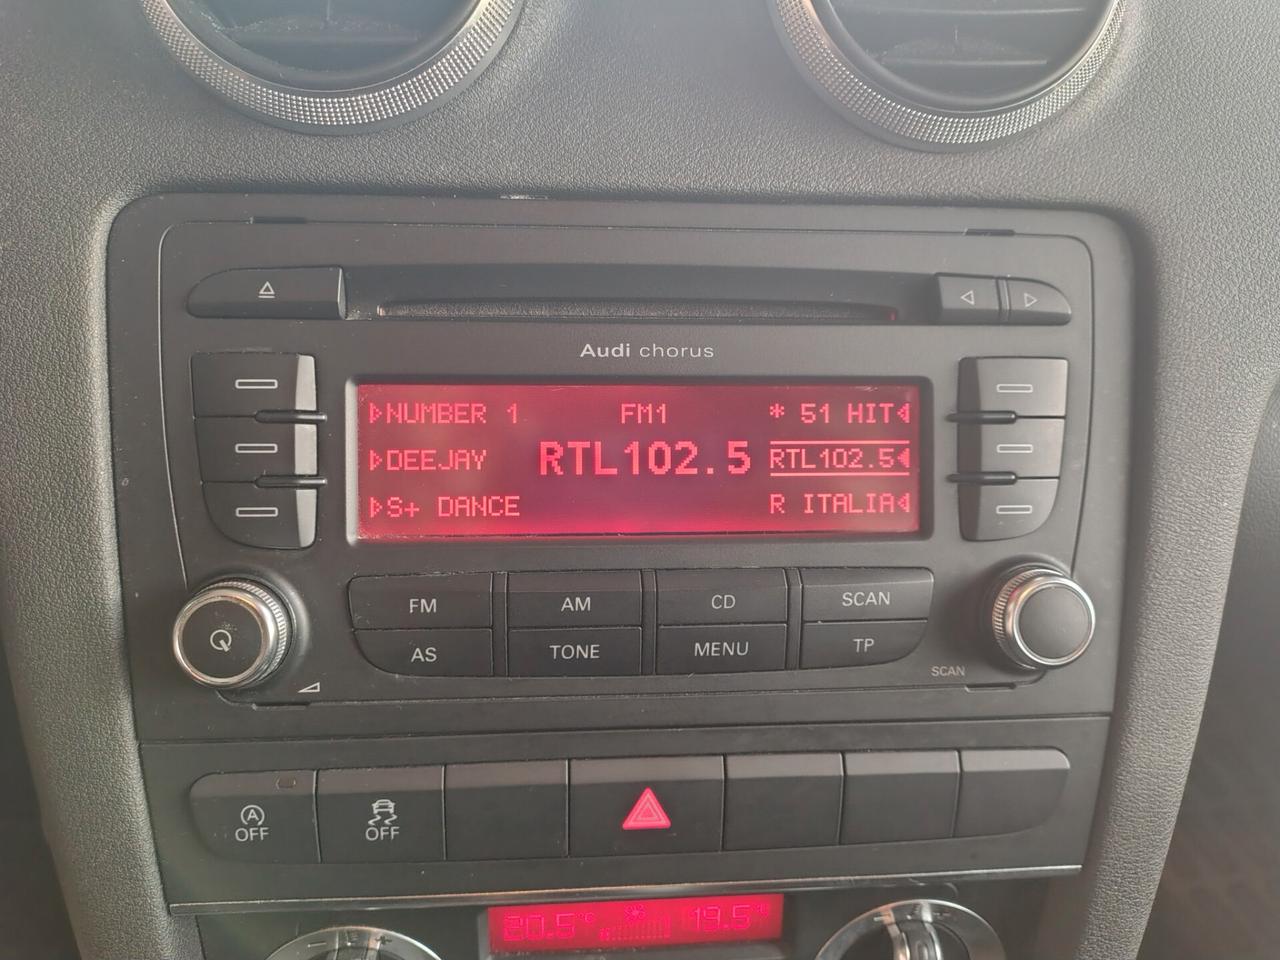 Audi chorus
NUMBER 1 FM1 * 51 HIT
DEEJAY RTL102.5 RTL102.5
S+ DANCE R ITALIA
FM AM CD SCAN
AS TONE MENU TP
SCAN
A
OFF OFF
20.5°C 19.5°C